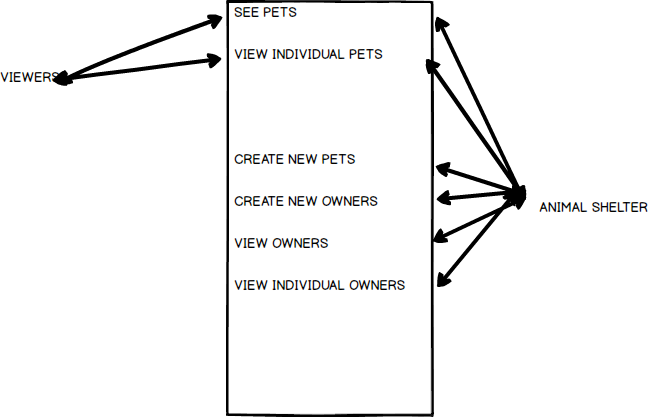 SEE PETS
VIEW INDIVIDUAL PETS
VIEWERS
CREATE NEW PETS
CREATE NEW OWNERS
ANIMAL SHELTER
VIEW OWNERS
VIEW INDIVIDUAL OWNERS